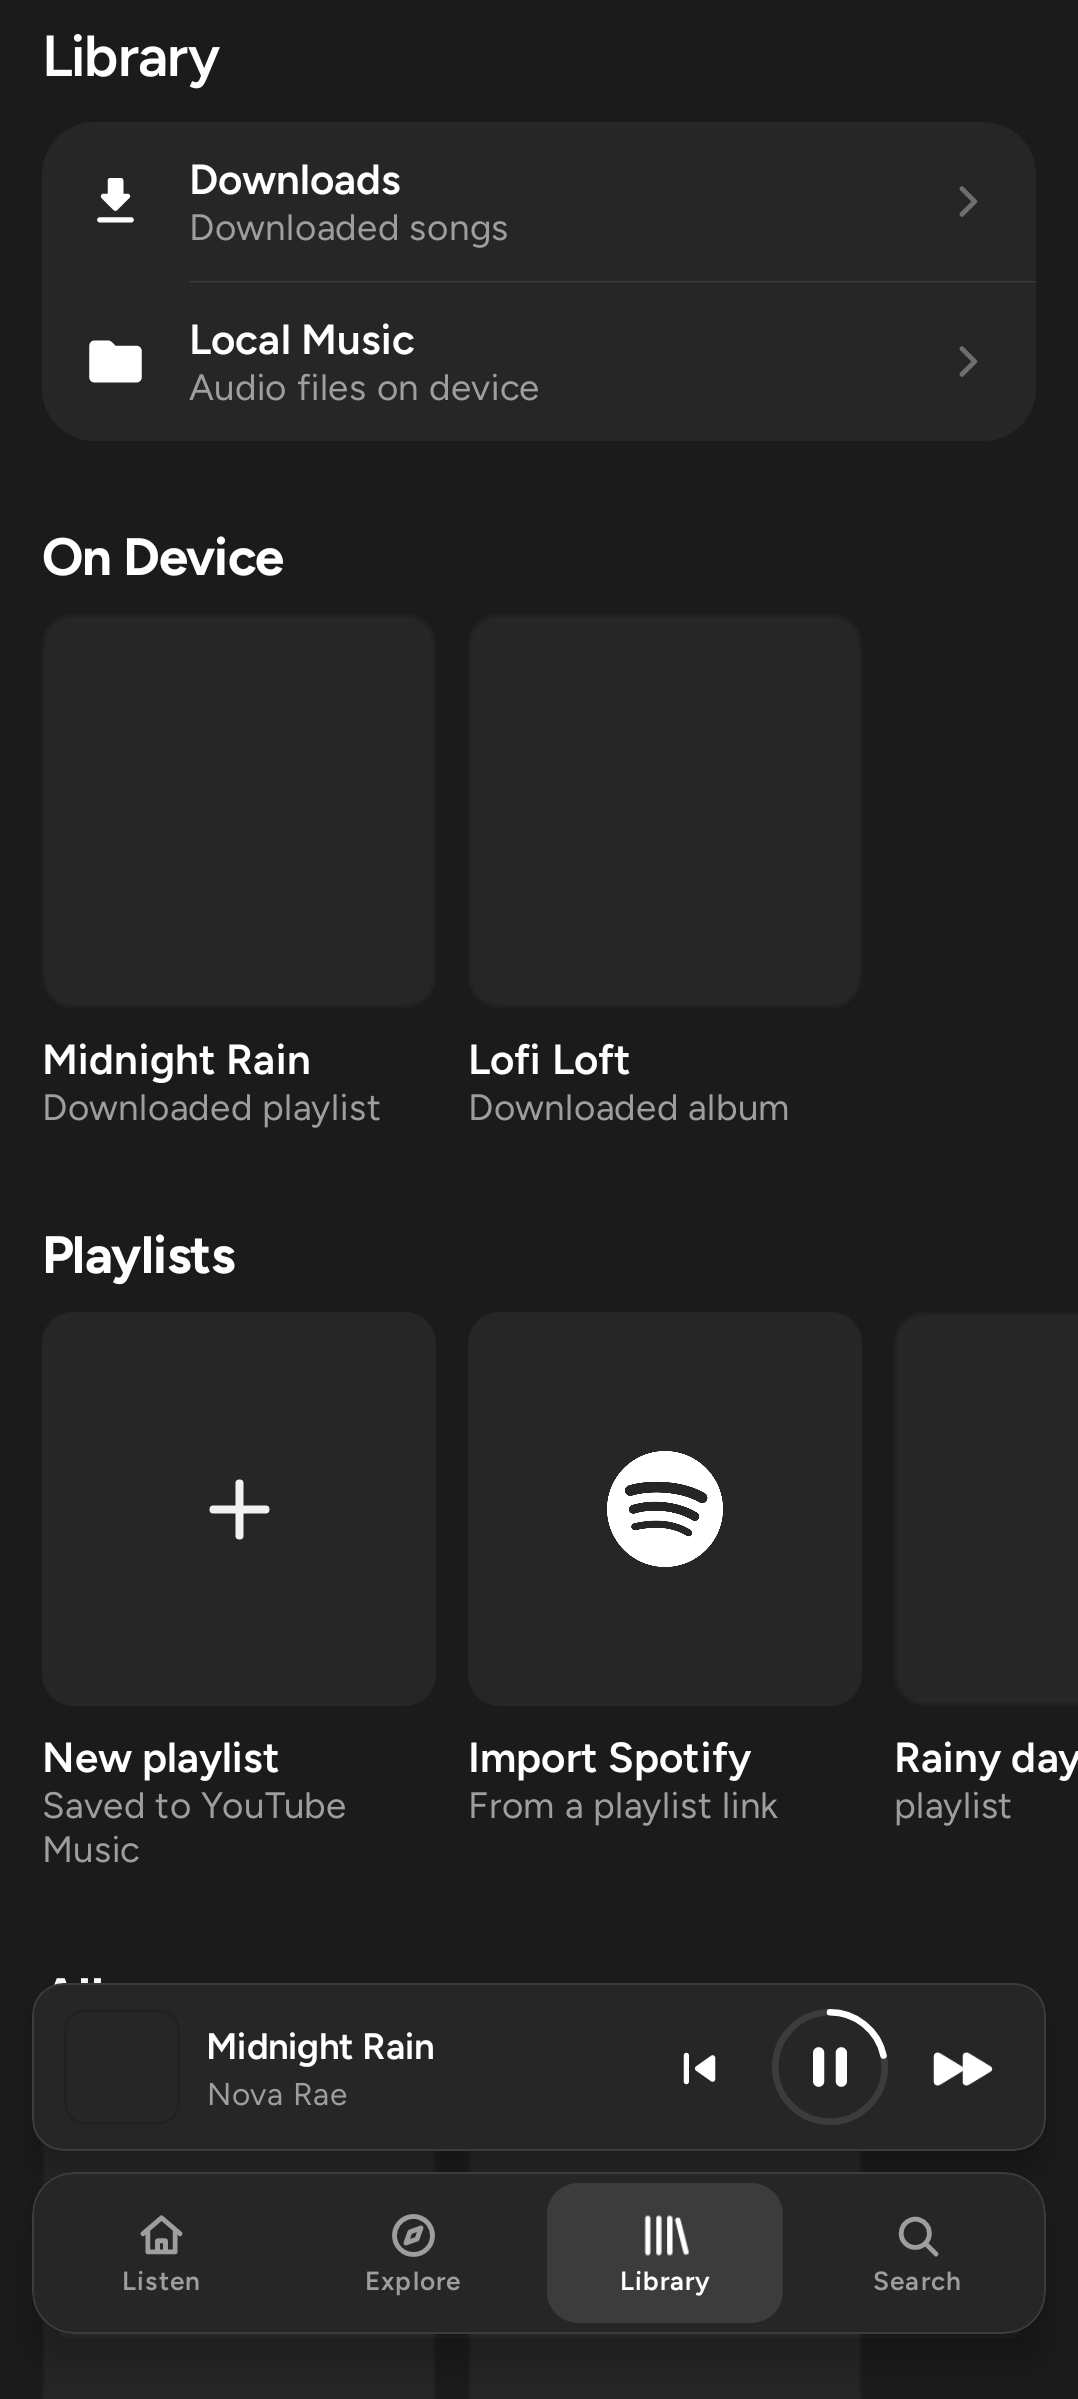 Library
Downloads
Downloaded songs
Local Music
Audio files on device
On Device
Midnight Rain
Downloaded playlist
Lofi Loft
Downloaded album
Playlists
New playlist
Saved to YouTube
Music
Import Spotify
From a playlist link
Rainy day
playlist
Midnight Rain
Nova Rae
Listen
Explore
Library
Search